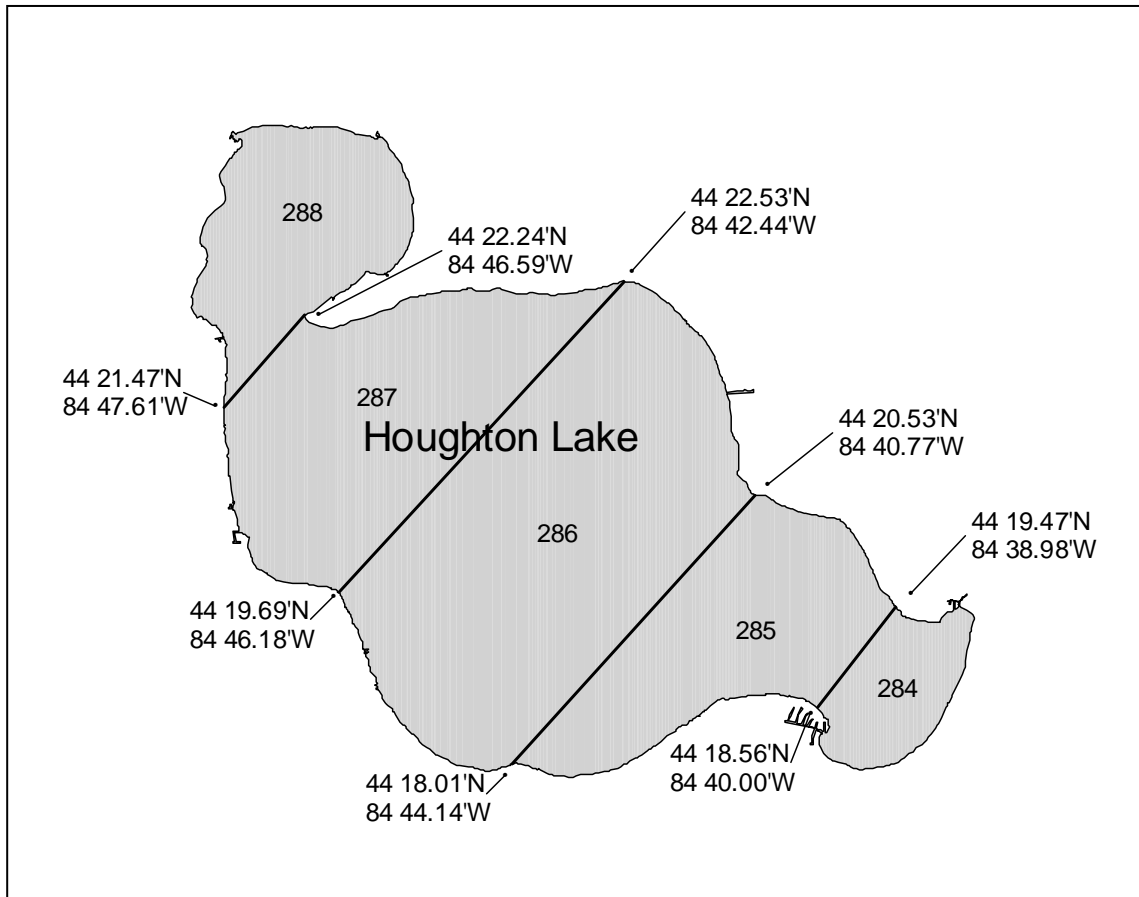 44 22.53'N
84 42.44'W
288
44 22.24'N
84 46.59'W
44 21.47'N
84 47.61'W
287
Houghton Lake
44 20.53'N
84 40.77'W
286
44 19.47'N
84 38.98'W
44 19.69'N
84 46.18'W
285
284
44 18.56'N
84 40.00'W
44 18.01'N
84 44.14'W